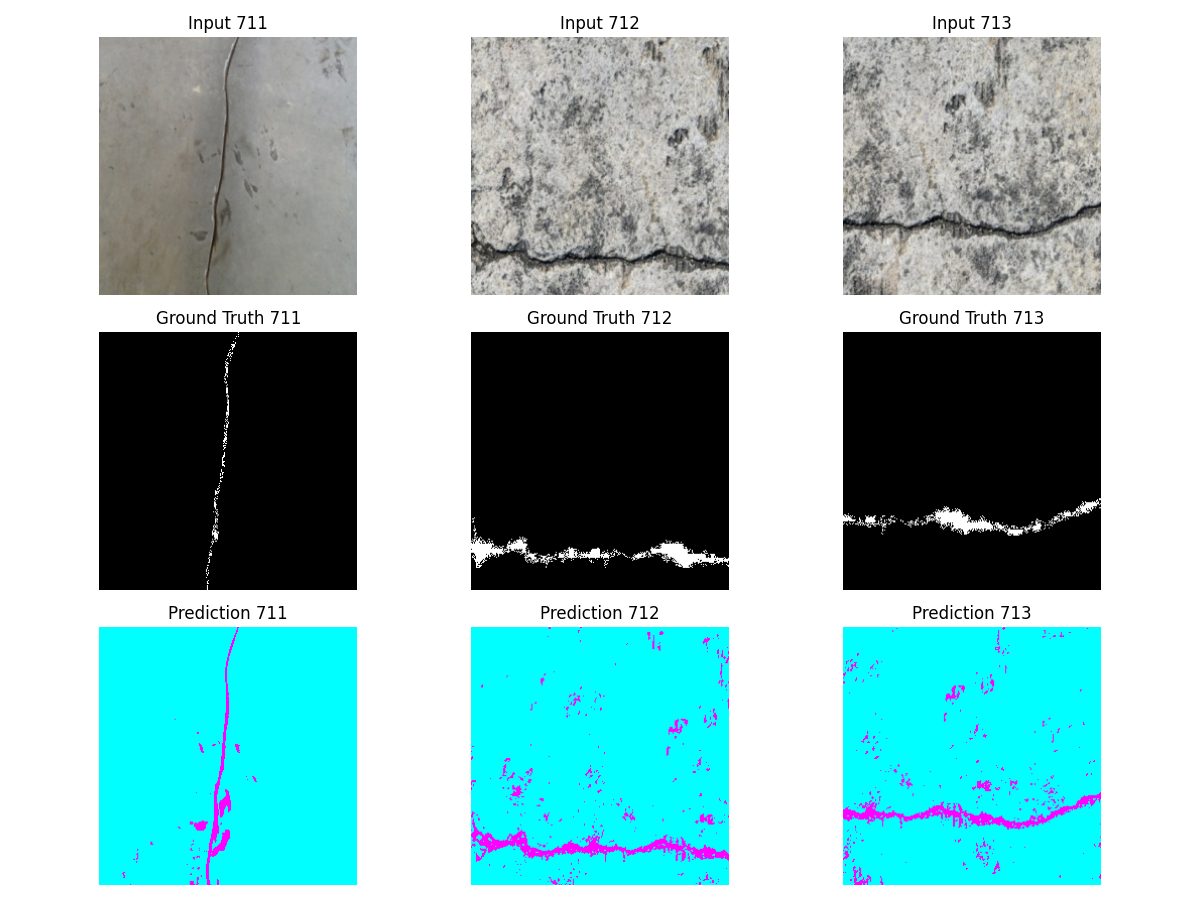 Input 711
Input 712
Input 713
Ground Truth 711
Ground Truth 712
Ground Truth 713
Prediction 711
Prediction 712
Prediction 713